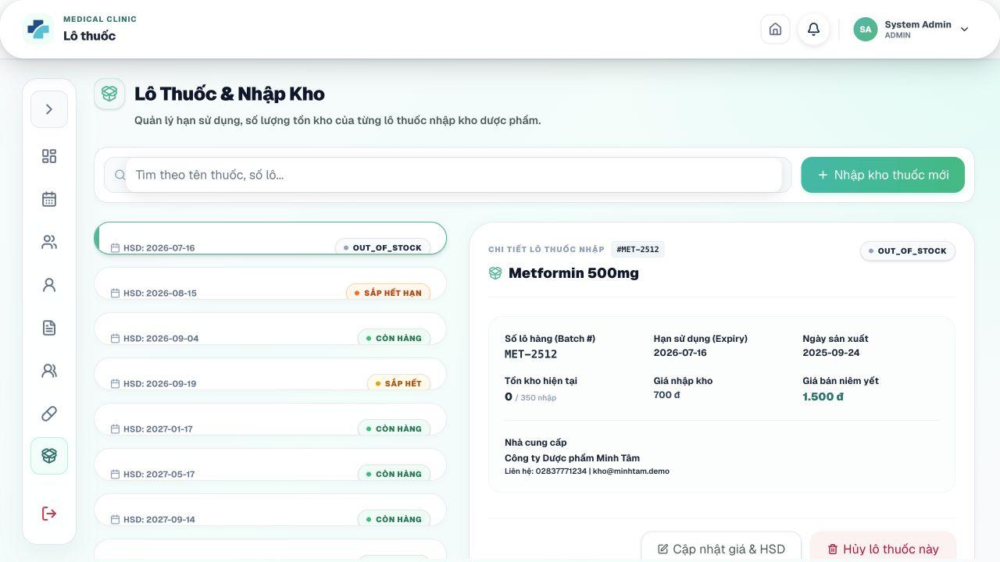 MEDICAL CLINIC
Lô thuốc
SA
System Admin
ADMIN
Lô Thuốc & Nhập Kho
Quản lý hạn sử dụng, số lượng tồn kho của từng lô thuốc nhập kho dược phẩm.
Tìm theo tên thuốc, số lô...
+ Nhập kho thuốc mới
HSD: 2026-07-16
OUT_OF_STOCK
HSD: 2026-08-15
SẮP HẾT HẠN
HSD: 2026-09-04
CÒN HÀNG
HSD: 2026-09-19
SẮP HẾT
HSD: 2027-01-17
CÒN HÀNG
HSD: 2027-05-17
CÒN HÀNG
HSD: 2027-09-14
CÒN HÀNG
CHI TIẾT LÔ THUỐC NHẬP #MET-2512
OUT_OF_STOCK
Metformin 500mg
Số lô hàng (Batch #)
MET-2512
Hạn sử dụng (Expiry)
2026-07-16
Ngày sản xuất
2025-09-24
Tồn kho hiện tại
0 / 350 nhập
Giá nhập kho
700 đ
Giá bán niêm yết
1.500 đ
Nhà cung cấp
Công ty Dược phẩm Minh Tâm
Liên hệ: 02837771234 | kho@minhtam.demo
Cập nhật giá & HSD
Hủy lô thuốc này